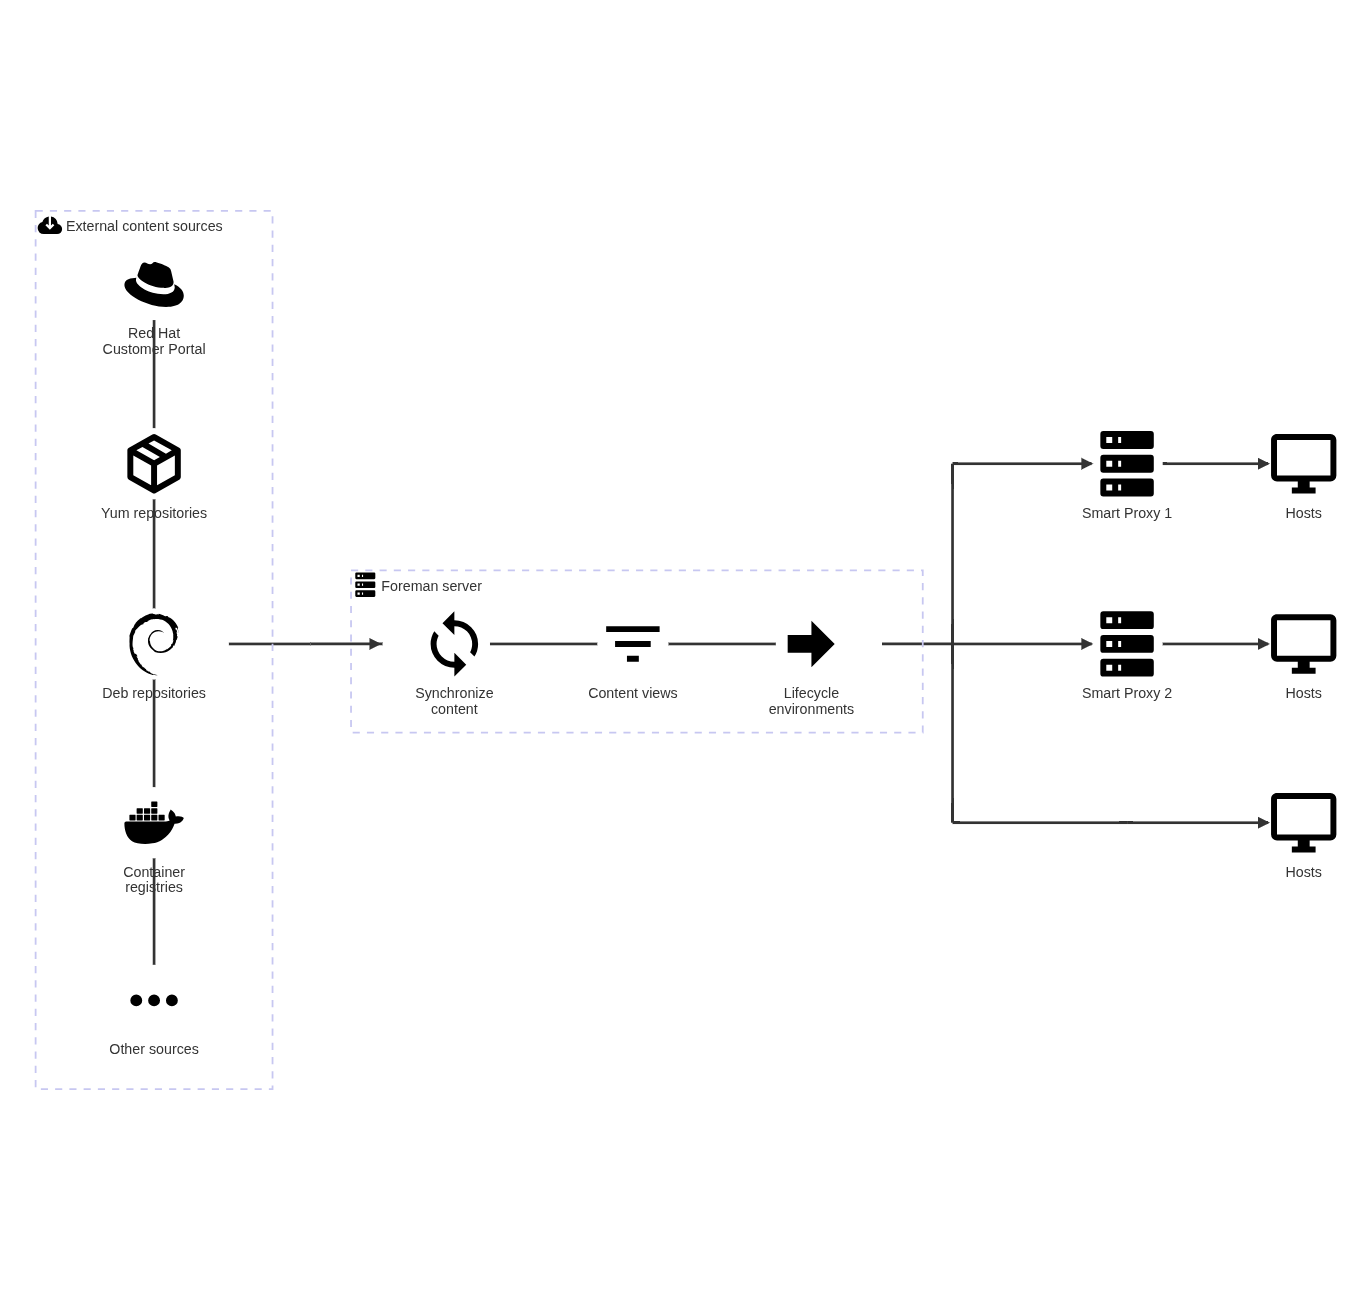 External content sources
Red Hat
Customer Portal
Yum repositories
Deb repositories
Container
registries
Other sources
Foreman server
Synchronize
content
Content views
Lifecycle
environments
Smart Proxy 1
Hosts
Smart Proxy 2
Hosts
Hosts